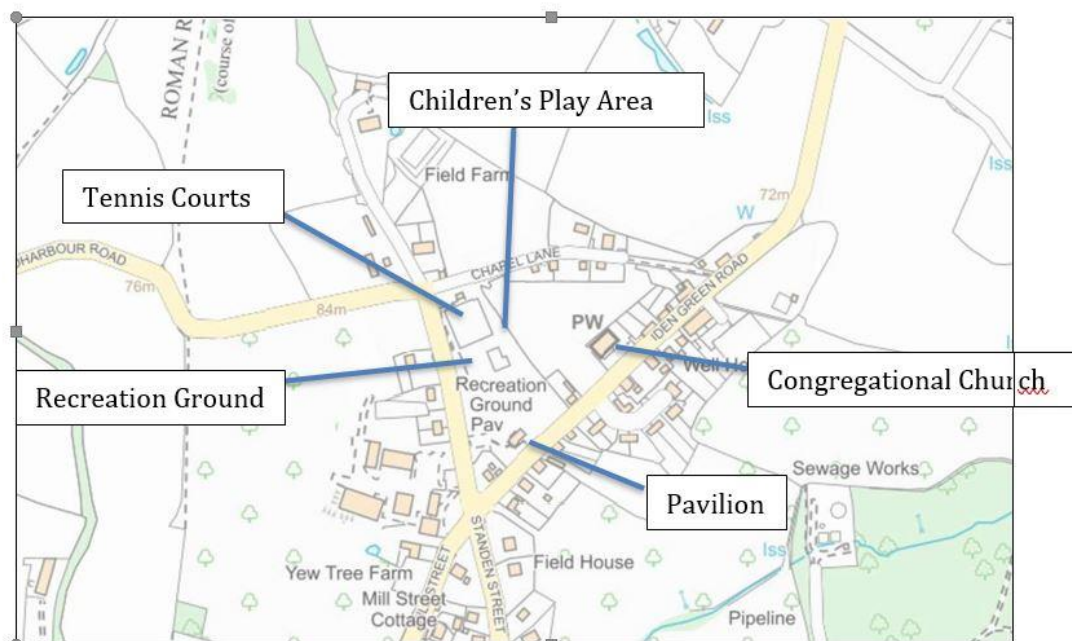 ROMAN R
(course of
Children's Play Area
Iss
Iss
Field Farm
Tennis Courts
72m
W
HARBOUR ROAD
CHAPEL LANE
76m
84m
IDEN GREEN ROAD
PW
Well Ho
Congregational Church
Recreation Ground
Recreation
Ground
Pav
Sewage Works
Pavilion
STANDEN STREET
Iss
Field House
Yew Tree Farm
STREET
Mill Street
Cottage
Pipeline